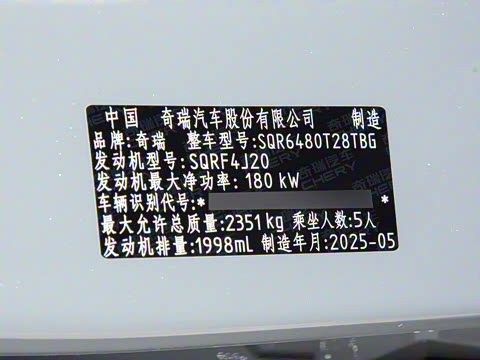 中国 奇瑞汽车股份有限公司 制造
品牌:奇瑞 整车型号:SQR6480T28TBG
发动机型号:SQRF4J20
发动机最大净功率: 180 kW
车辆识别代号:* *
最大允许总质量:2351kg 乘坐人数:5人
发动机排量:1998mL 制造年月:2025-05